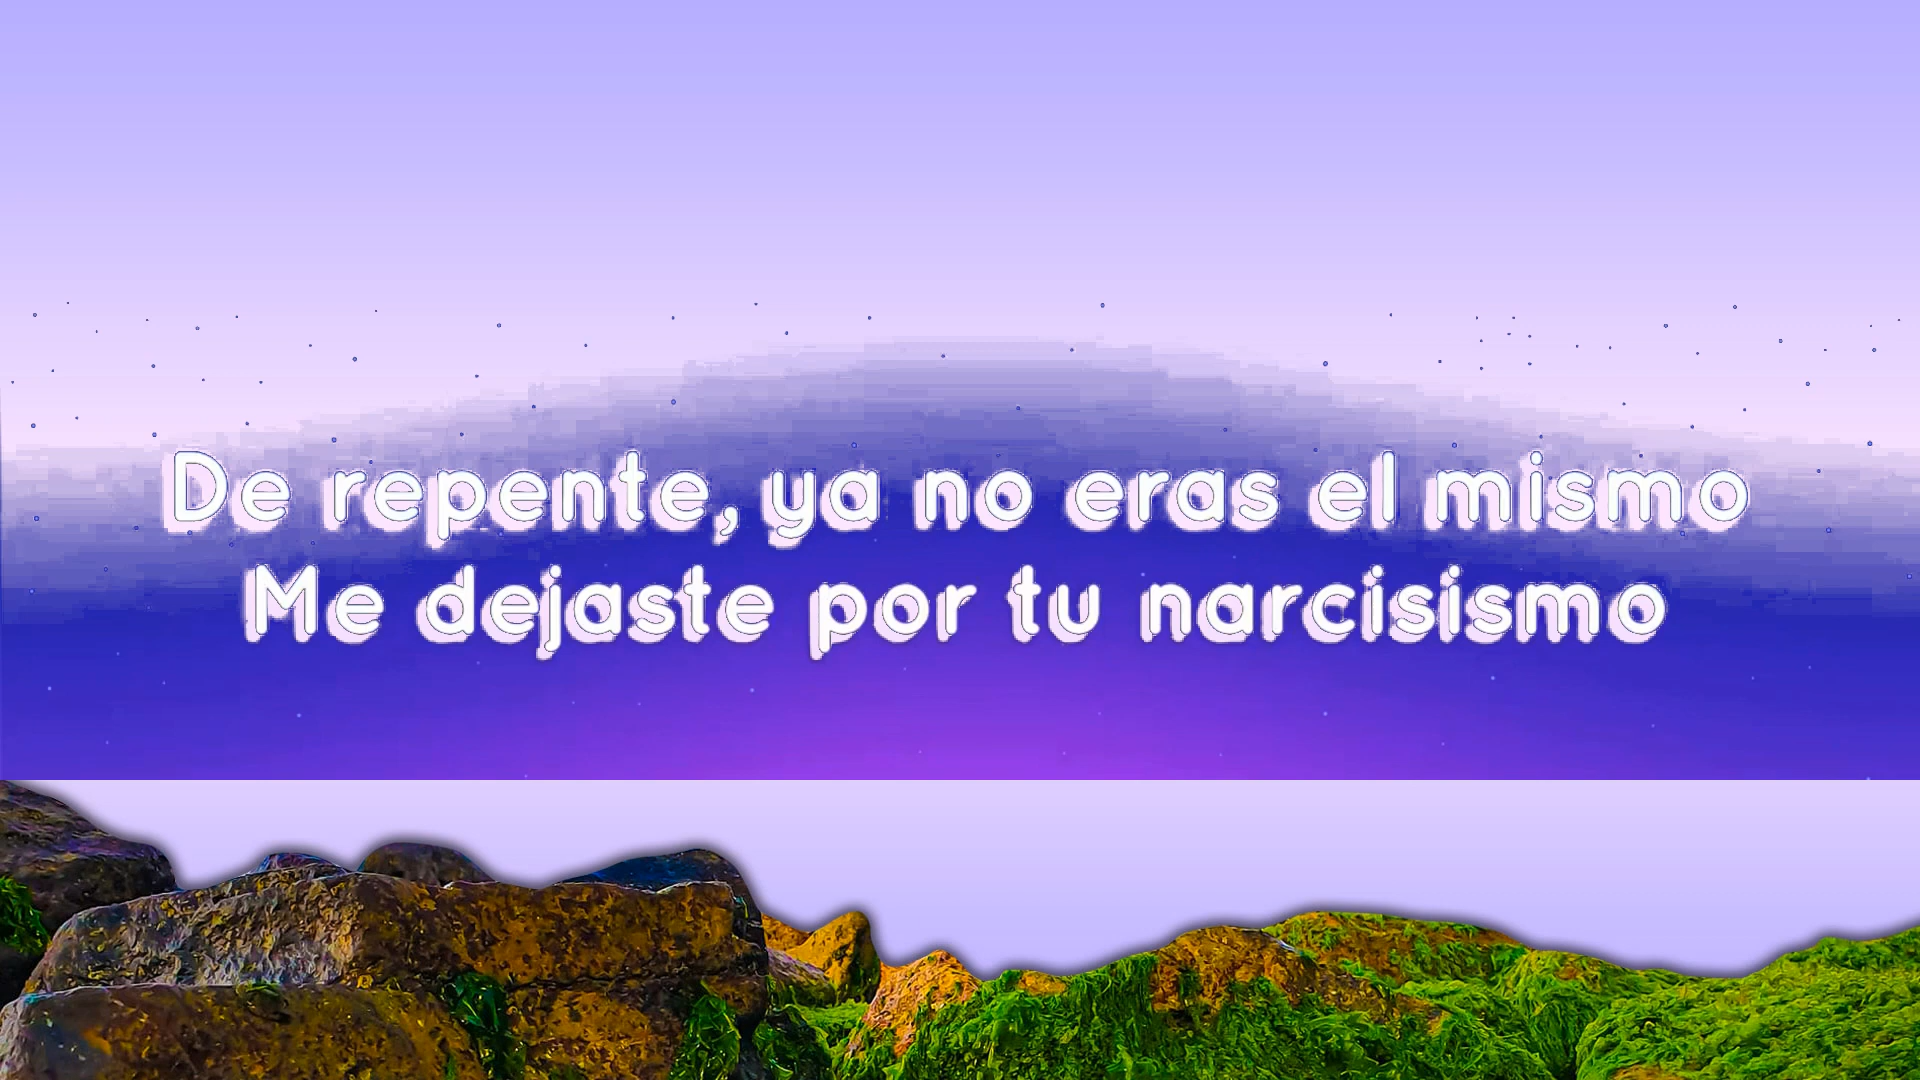 De repente, ya no eras el mismo
Me dejaste por tu narcisismo